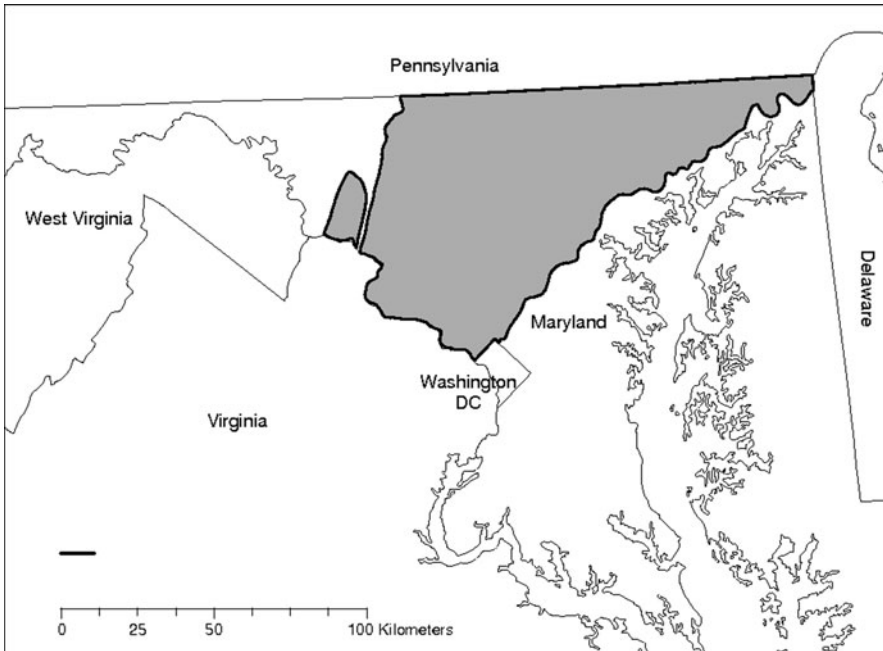 Pennsylvania
West Virginia
Delaware
Maryland
Washington
DC
Virginia
0 25 50 100 Kilometers